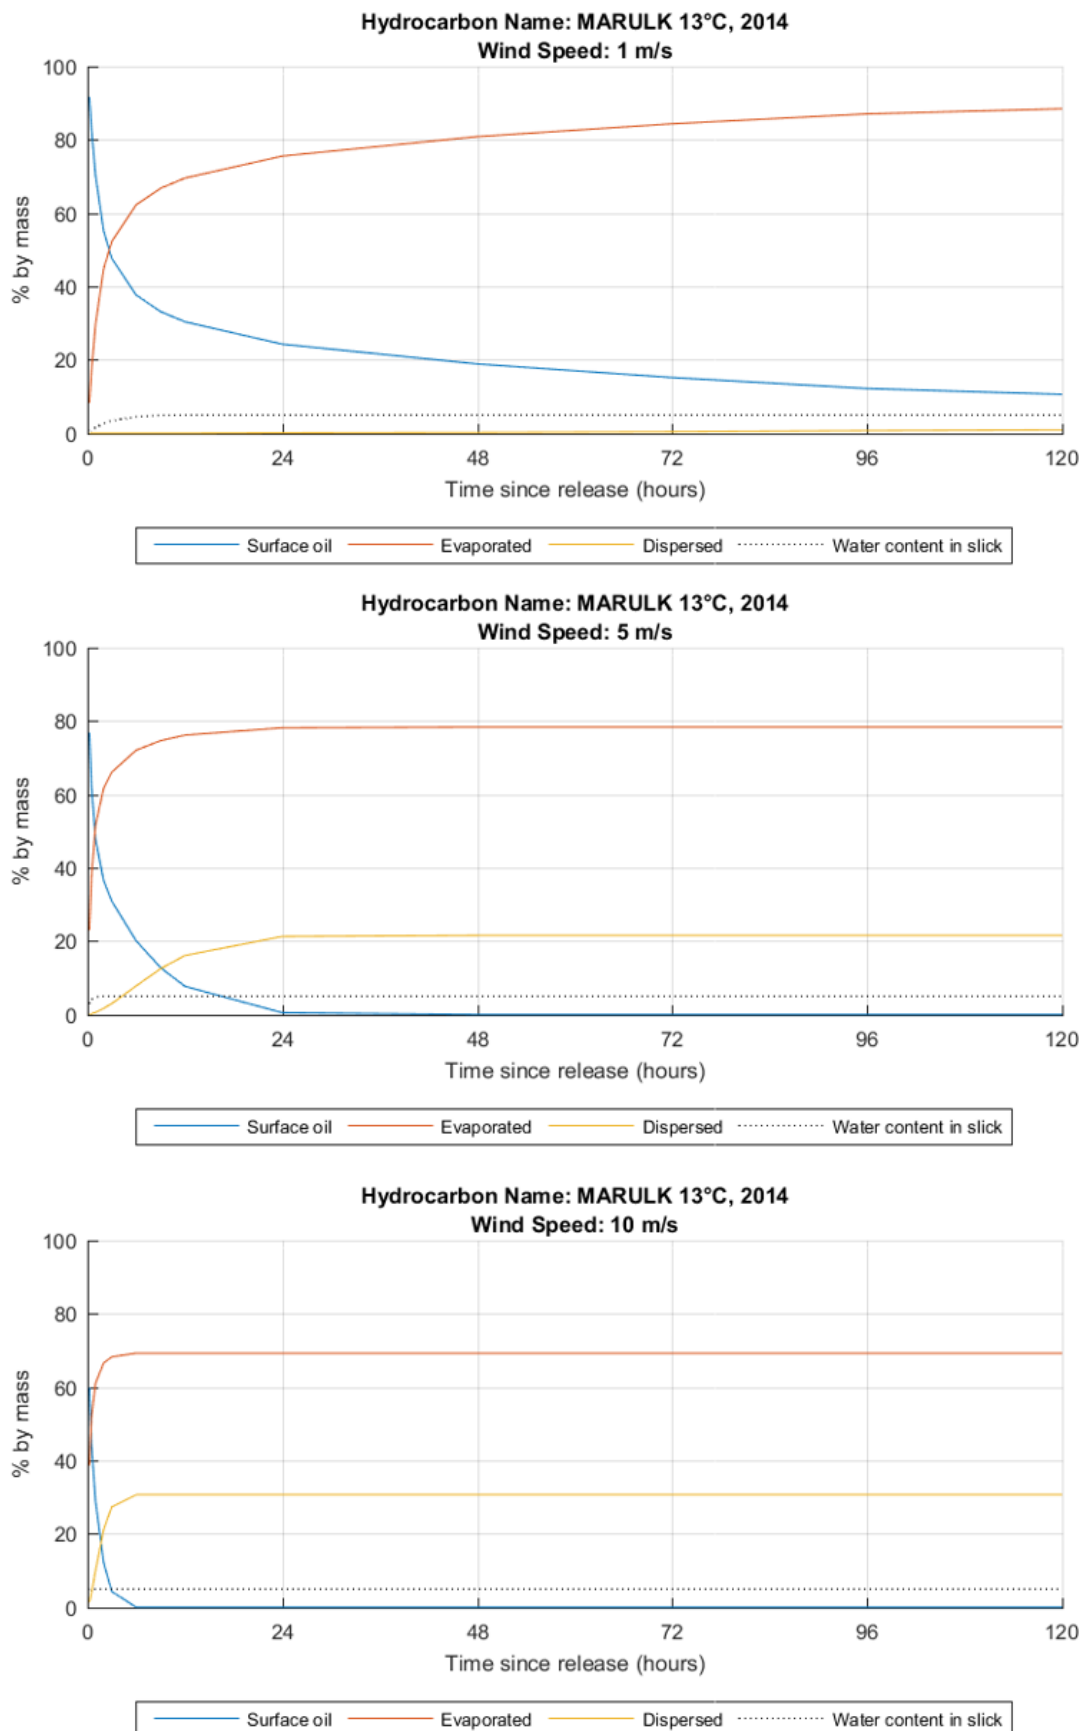 Hydrocarbon Name: MARULK 13°C, 2014
Wind Speed: 1 m/s
100
80
60
40
20
0
% by mass
0 24 48 72 96 120
Time since release (hours)
Surface oil Evaporated Dispersed Water content in slick
Hydrocarbon Name: MARULK 13°C, 2014
Wind Speed: 5 m/s
100
80
60
40
20
0
% by mass
0 24 48 72 96 120
Time since release (hours)
Surface oil Evaporated Dispersed Water content in slick
Hydrocarbon Name: MARULK 13°C, 2014
Wind Speed: 10 m/s
100
80
60
40
20
0
% by mass
0 24 48 72 96 120
Time since release (hours)
Surface oil Evaporated Dispersed Water content in slick